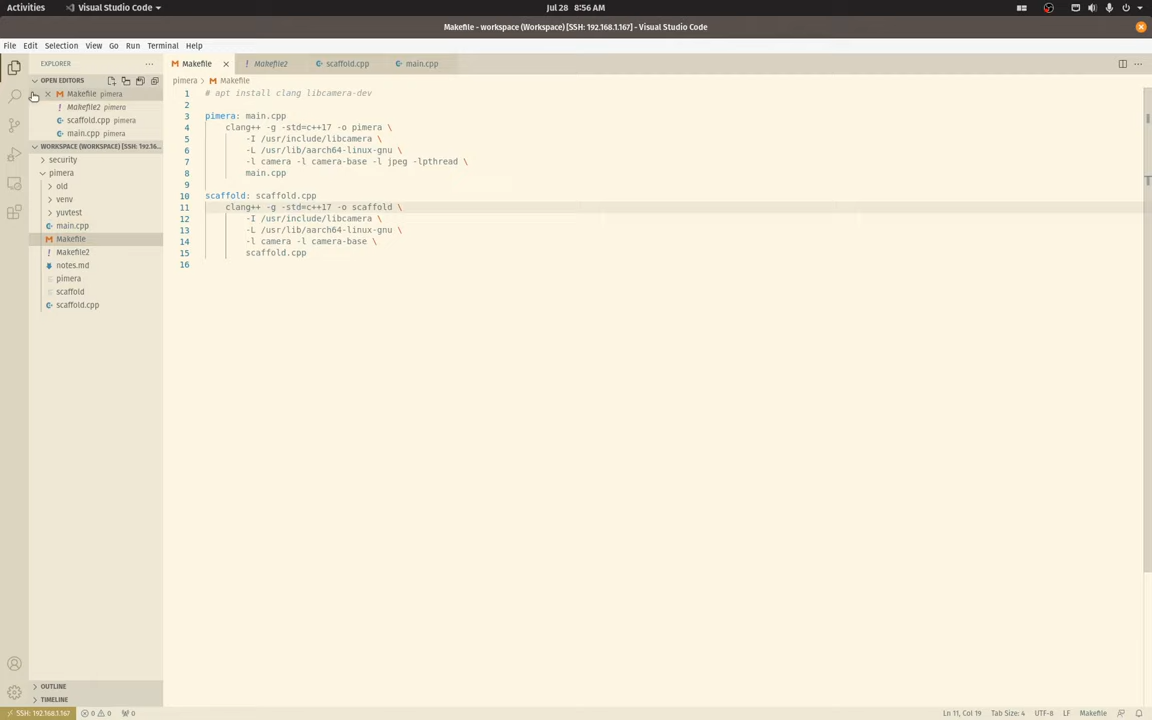 Activities
Visual Studio Code
Jul 28 8:56 AM
Makefile - workspace (Workspace) [SSH: 192.168.1.167] - Visual Studio Code
File Edit Selection View Go Run Terminal Help
EXPLORER
OPEN EDITORS
Makefile pimera
Makefile2 pimera
scaffold.cpp pimera
main.cpp pimera
WORKSPACE (WORKSPACE) [SSH: 192.16...
security
pimera
old
venv
yuvtest
main.cpp
Makefile
Makefile2
notes.md
pimera
scaffold
scaffold.cpp
OUTLINE
TIMELINE
Makefile
Makefile2
scaffold.cpp
main.cpp
pimera > Makefile
1 # apt install clang libcamera-dev
2
3 pimera: main.cpp
4 clang++ -g -std=c++17 -o pimera \
5 -I /usr/include/libcamera \
6 -L /usr/lib/aarch64-linux-gnu \
7 -l camera -l camera-base -l jpeg -lpthread \
8 main.cpp
9
10 scaffold: scaffold.cpp
11 clang++ -g -std=c++17 -o scaffold \
12 -I /usr/include/libcamera \
13 -L /usr/lib/aarch64-linux-gnu \
14 -l camera -l camera-base \
15 scaffold.cpp
16
SSH: 192.168.1.167 0 0 0
Ln 11, Col 19 Tab Size: 4 UTF-8 LF Makefile